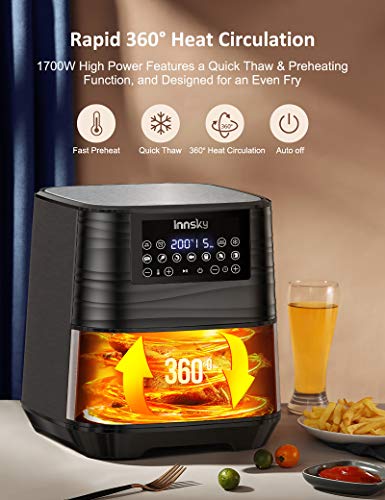 Rapid 360° Heat Circulation
1700W High Power Features a Quick Thaw & Preheating
Function, and Designed for an Even Fry
360°
Fast Preheat
Quick Thaw
360° Heat Circulation
Auto off
Innsky
200 15
360°